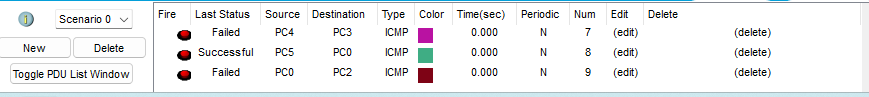 Fire Last Status Source Destination Type Color Time(sec) Periodic Num Edit Delete
Scenario 0
Failed PC4 PC3 ICMP 0.000 N 7 (edit) (delete)
New Delete
Successful PC5 PC0 ICMP 0.000 N 8 (edit) (delete)
Toggle PDU List Window
Failed PC0 PC2 ICMP 0.000 N 9 (edit) (delete)